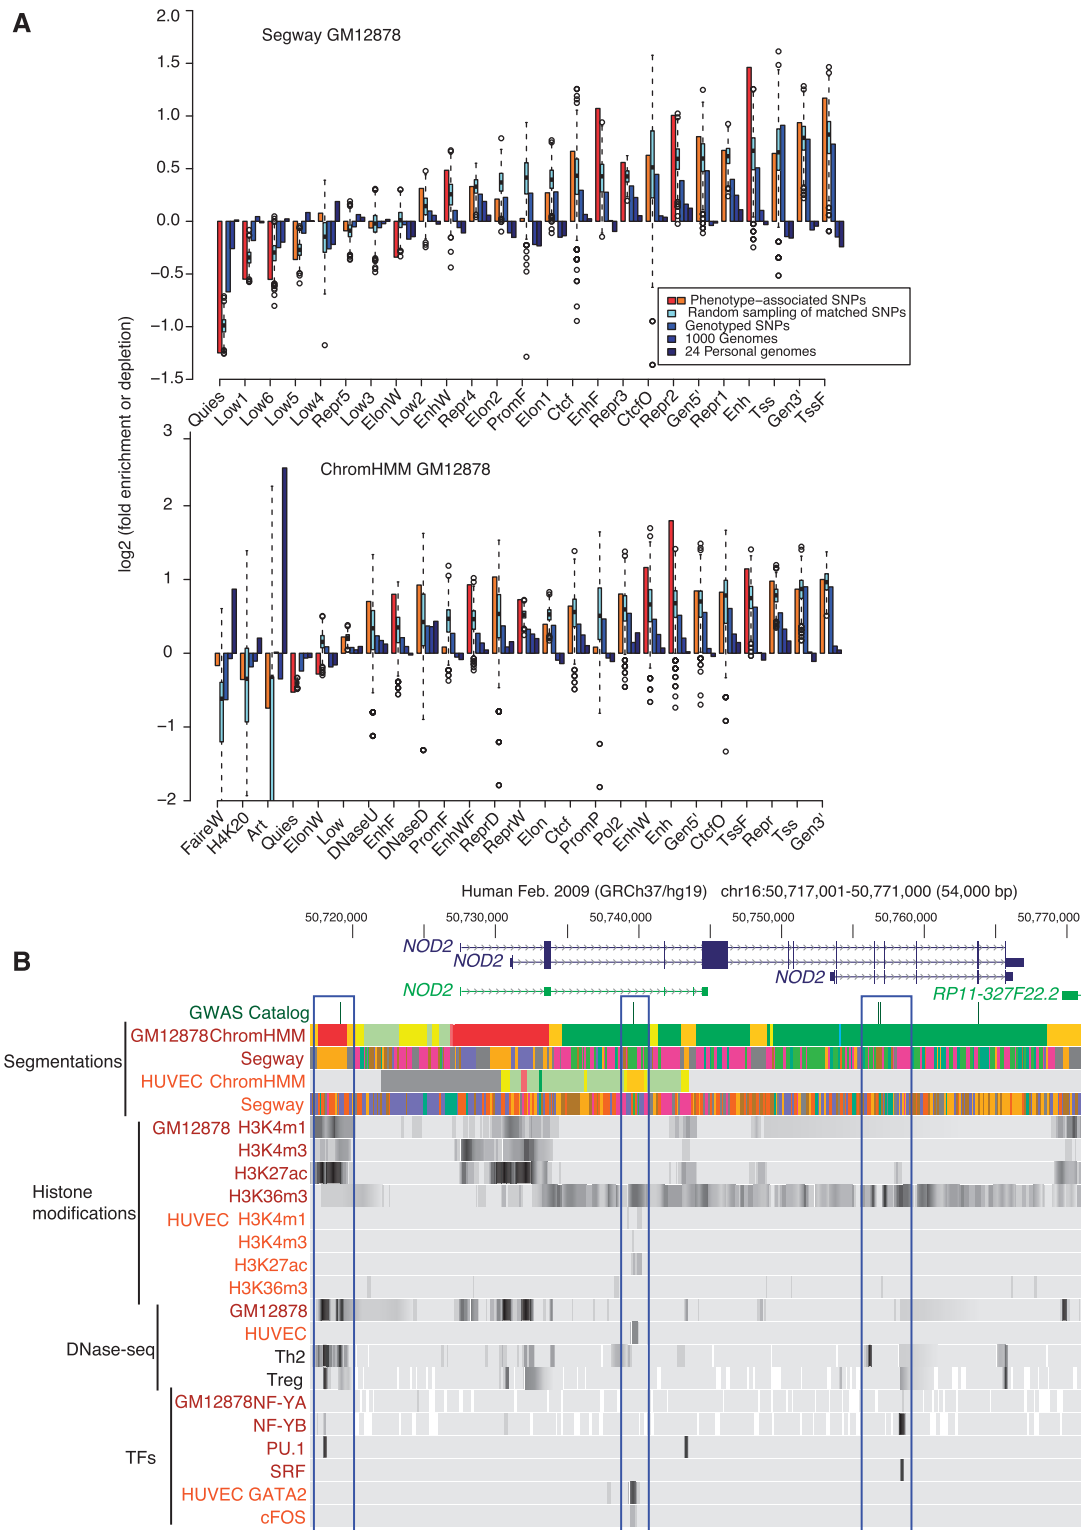 A
Segway GM12878
2.0
1.5
1.0
0.5
0.0
−0.5
−1.0
−1.5
log2 (fold enrichment or depletion)
Phenotype−associated SNPs
Random sampling of matched SNPs
Genotyped SNPs
1000 Genomes
24 Personal genomes
Quies Low1 Low6 Low5 Low4 Repr5 Low3 ElonW Low2 EnhW Repr4 Elon2 PromF Elon1 Ctcf EnhF Repr3 CtcfO Repr2 Gen5' Repr1 Enh Tss Gen3' TssF
ChromHMM GM12878
3
2
1
0
−1
−2
FaireW H4K20 Art Quies ElonW Low DNaseU EnhF DNaseD PromF EnhWF ReprD ReprW Elon Ctcf PromP Pol2 EnhW Enh Gen5' CtcfO TssF Repr Tss Gen3'
Human Feb. 2009 (GRCh37/hg19) chr16:50,717,001-50,771,000 (54,000 bp)
50,720,000 50,730,000 50,740,000 50,750,000 50,760,000 50,770,000
B
NOD2
NOD2
NOD2
NOD2
RP11-327F22.2
GWAS Catalog
Segmentations
GM12878 ChromHMM
Segway
HUVEC ChromHMM
Segway
Histone modifications
GM12878 H3K4m1
H3K4m3
H3K27ac
H3K36m3
HUVEC H3K4m1
H3K4m3
H3K27ac
H3K36m3
DNase-seq
GM12878
HUVEC
Th2
Treg
TFs
GM12878 NF-YA
NF-YB
PU.1
SRF
HUVEC GATA2
cFOS